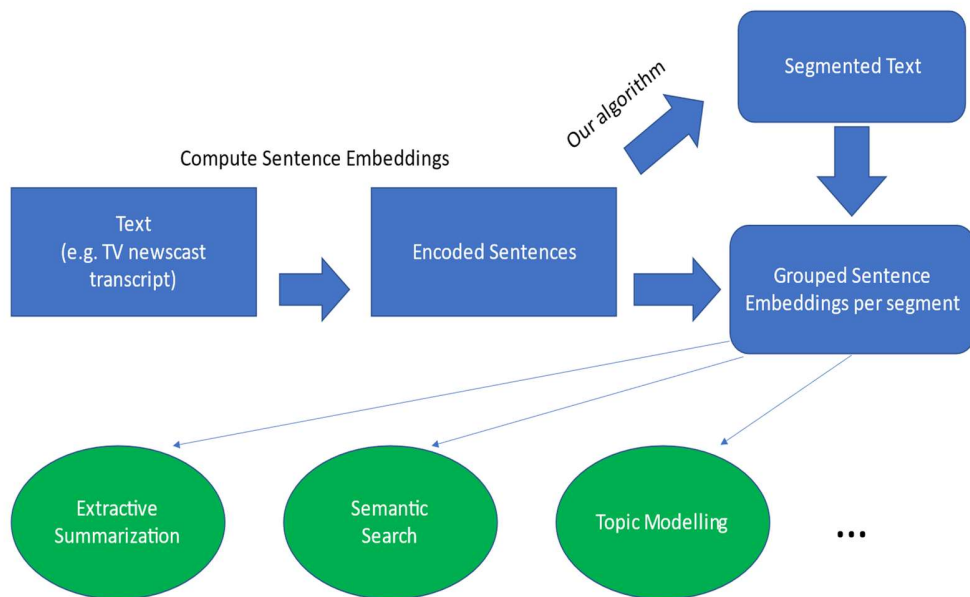 Segmented Text
Our algorithm
Compute Sentence Embeddings
Text
(e.g. TV newscast
transcript)
Encoded Sentences
Grouped Sentence
Embeddings per segment
Extractive
Summarization
Semantic
Search
Topic Modelling
...